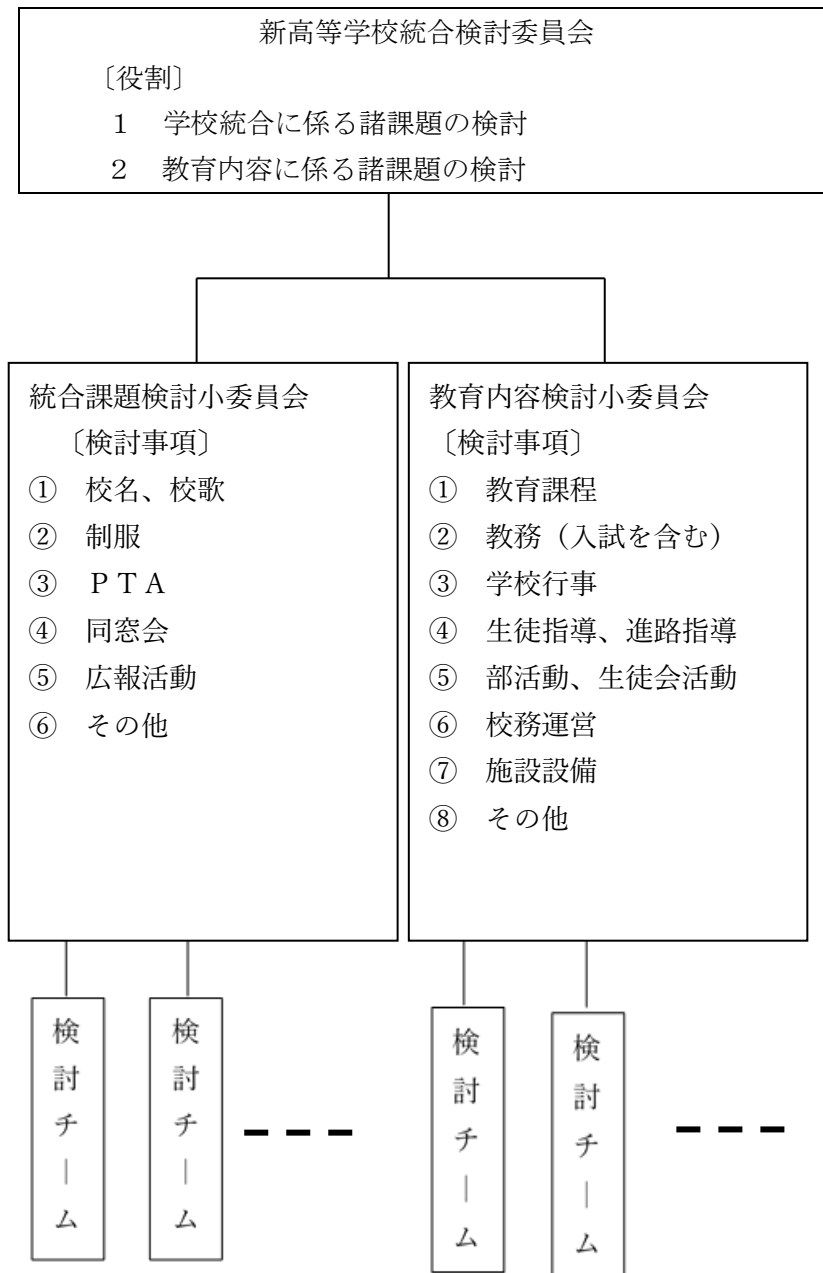 新高等学校統合検討委員会
〔役割〕
１　学校統合に係る諸課題の検討
２　教育内容に係る諸課題の検討
統合課題検討小委員会
〔検討事項〕
①　校名、校歌
②　制服
③　ＰＴＡ
④　同窓会
⑤　広報活動
⑥　その他
教育内容検討小委員会
〔検討事項〕
①　教育課程
②　教務（入試を含む）
③　学校行事
④　生徒指導、進路指導
⑤　部活動、生徒会活動
⑥　校務運営
⑦　施設設備
⑧　その他
検討チーム
検討チーム
検討チーム
検討チーム